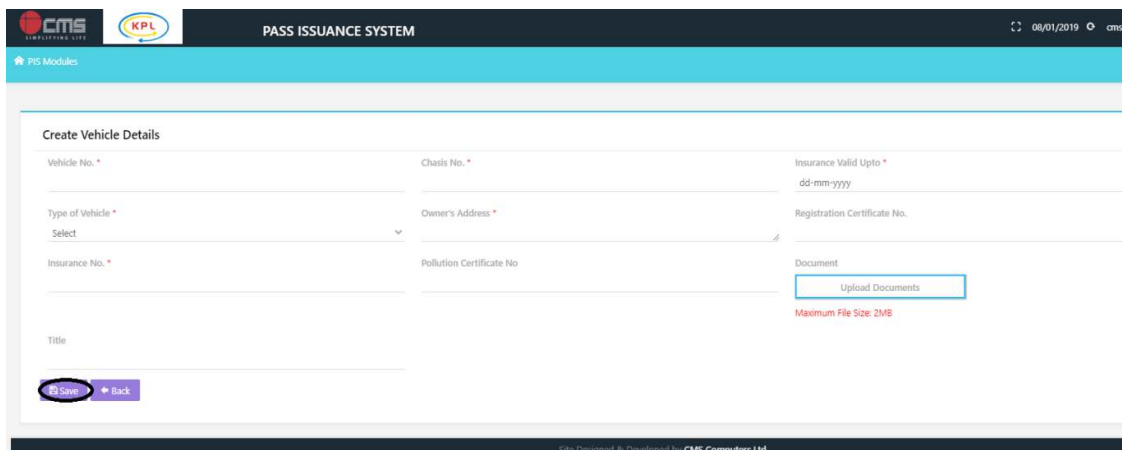 CMS
SIMPLIFYING LIFE
KPL
PASS ISSUANCE SYSTEM
08/01/2019 cms
PIS Modules
Create Vehicle Details
Vehicle No. * Chasis No. * Insurance Valid Upto *
dd-mm-yyyy
Type of Vehicle * Owner's Address * Registration Certificate No.
Select
Insurance No. * Pollution Certificate No Document
Upload Documents
Maximum File Size: 2MB
Title
Save Back
Site Designed & Developed by CMS Computers Ltd